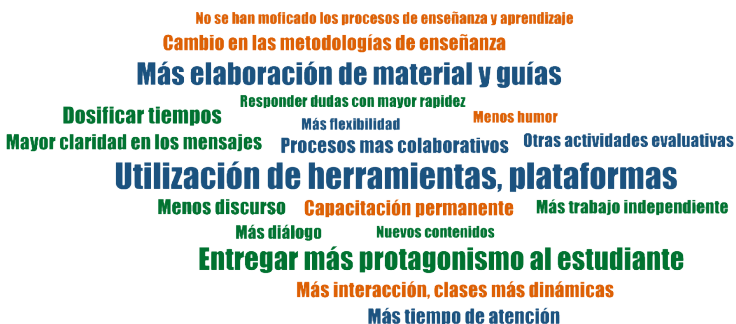 No se han moficado los procesos de enseñanza y aprendizaje
Cambio en las metodologías de enseñanza
Más elaboración de material y guías
Responder dudas con mayor rapidez
Dosificar tiempos
Más flexibilidad
Menos humor
Mayor claridad en los mensajes
Procesos mas colaborativos
Otras actividades evaluativas
Utilización de herramientas, plataformas
Menos discurso
Capacitación permanente
Más trabajo independiente
Más diálogo
Nuevos contenidos
Entregar más protagonismo al estudiante
Más interacción, clases más dinámicas
Más tiempo de atención